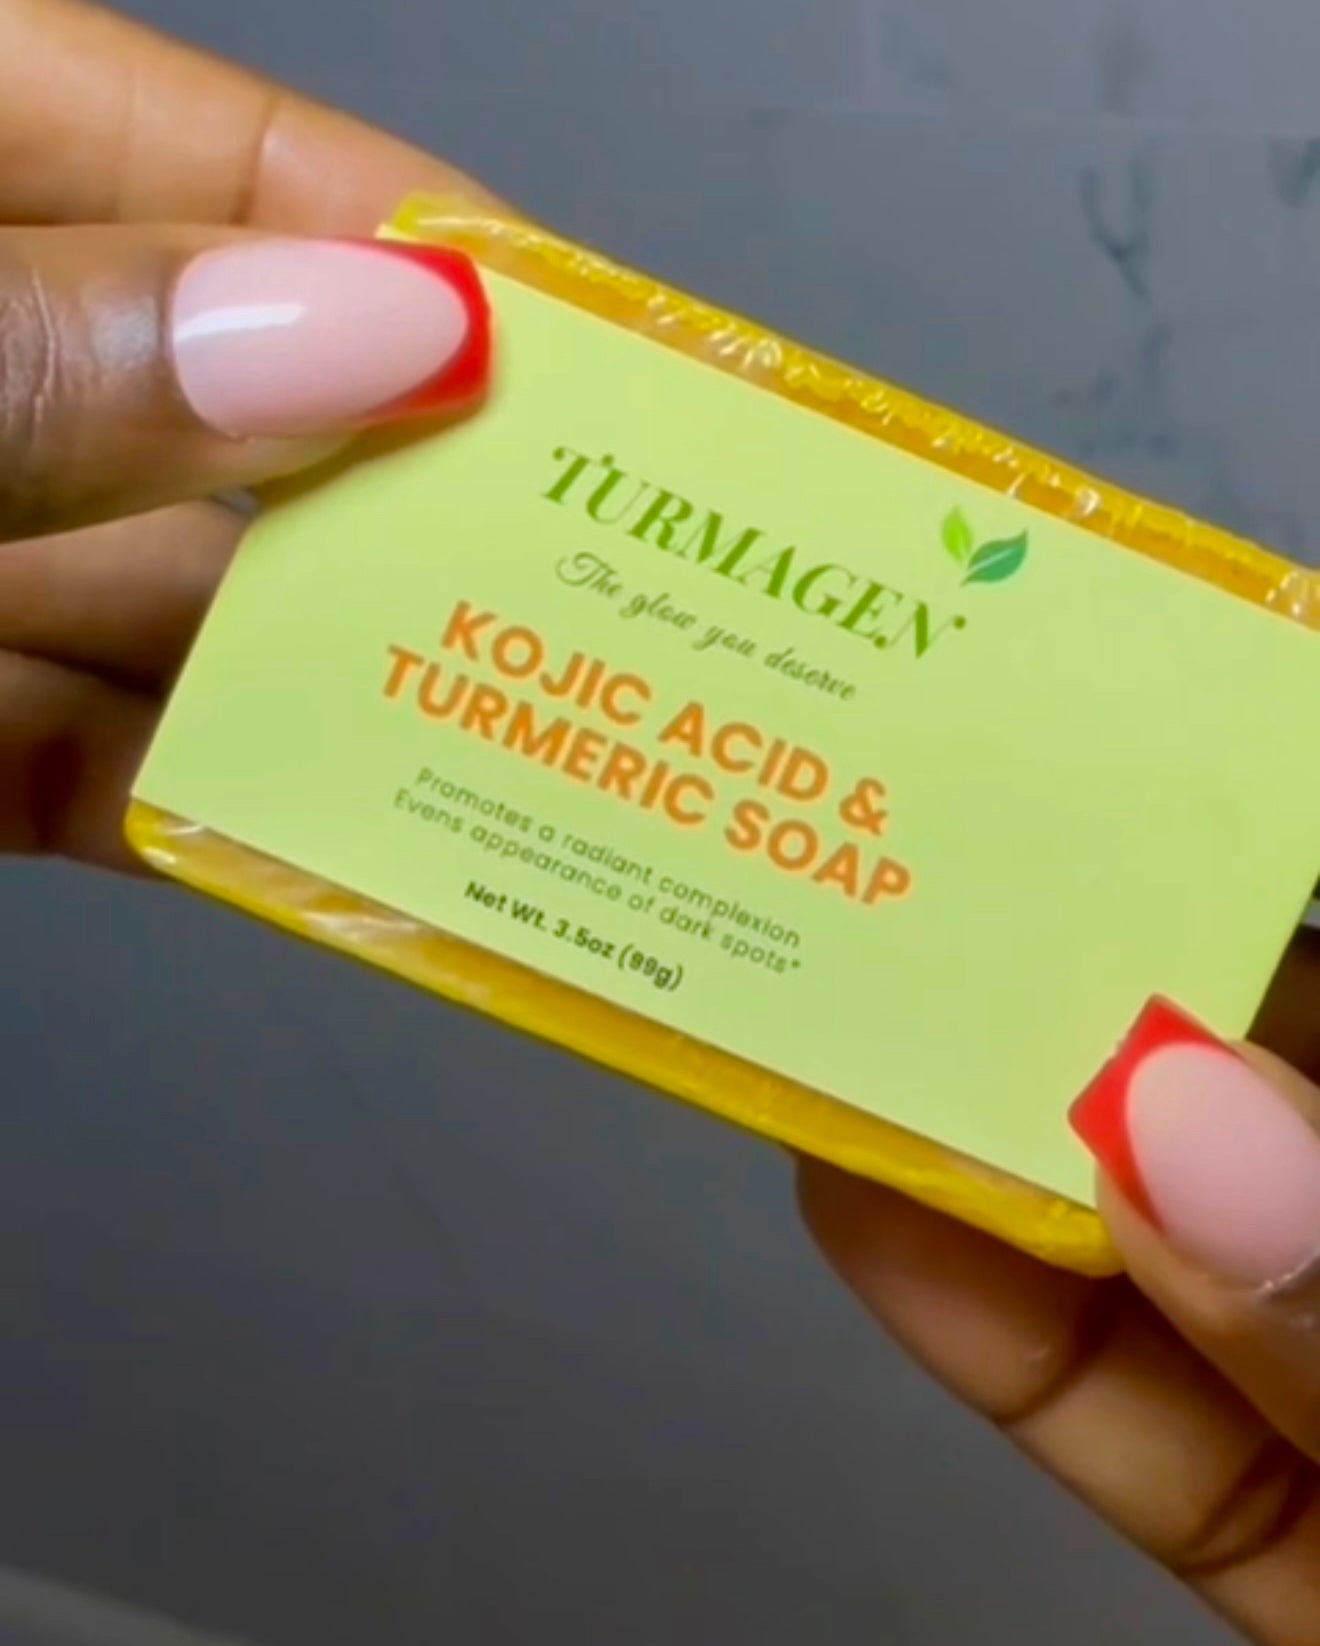 TURMAGEN
The glow you deserve
KOJIC ACID &
TURMERIC SOAP
Promotes a radiant complexion
Evens appearance of dark spots*
Net Wt. 3.5oz (99g)